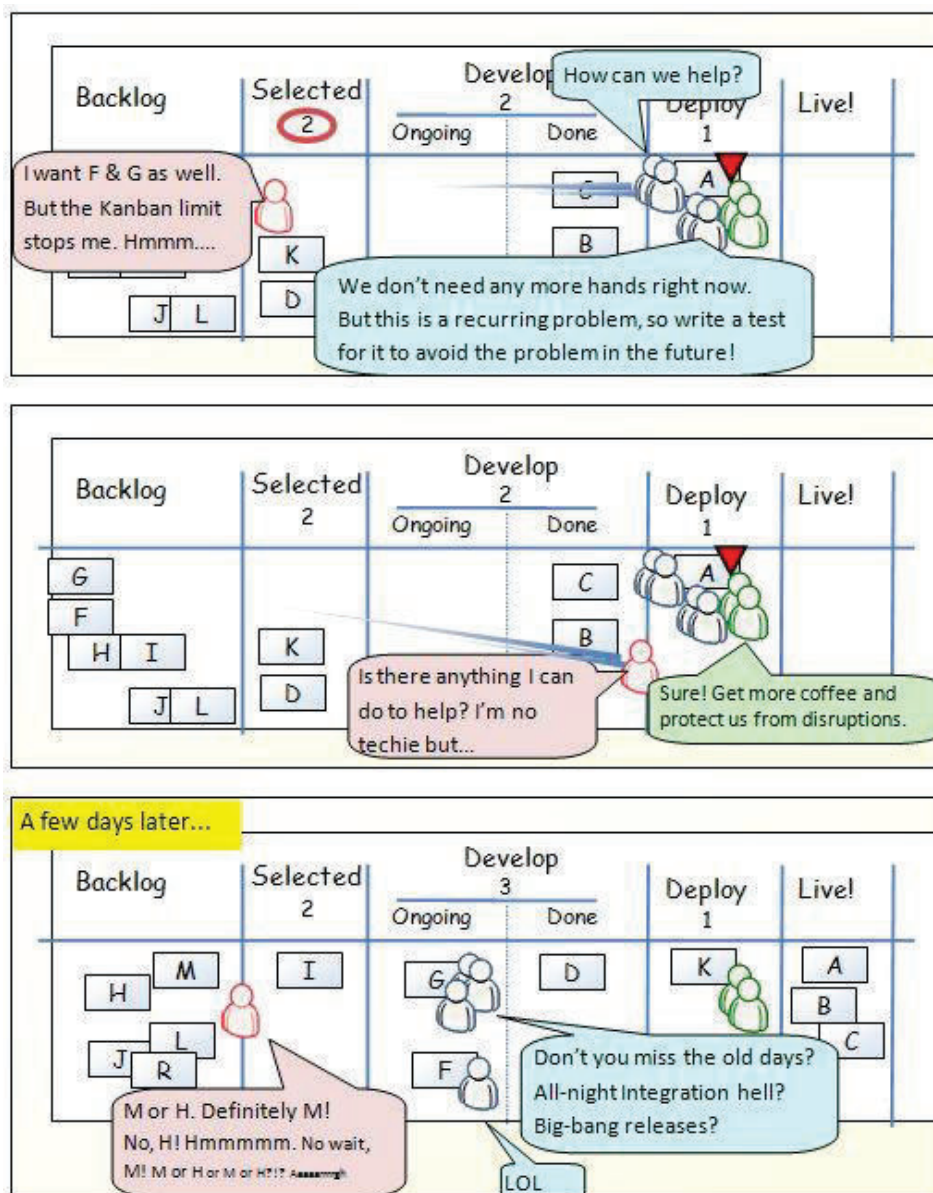 Backlog
Selected
2
Develop
2
Ongoing
Done
How can we help?
Deploy
1
Live!
I want F & G as well.
But the Kanban limit
stops me. Hmmm....
C
A
K
B
D
J L
We don't need any more hands right now.
But this is a recurring problem, so write a test
for it to avoid the problem in the future!
Backlog
Selected
2
Develop
2
Ongoing
Done
Deploy
1
Live!
G
C
A
F
B
H I
K
D
J L
Is there anything I can
do to help? I'm no
techie but...
Sure! Get more coffee and
protect us from disruptions.
A few days later...
Backlog
Selected
2
Develop
3
Ongoing
Done
Deploy
1
Live!
M
H
I
G
D
K
A
B
C
L
J
R
F
M or H. Definitely M!
No, H! Hmmmmm. No wait,
M! M or H or M or H?!?
Don't you miss the old days?
All-night Integration hell?
Big-bang releases?
LOL